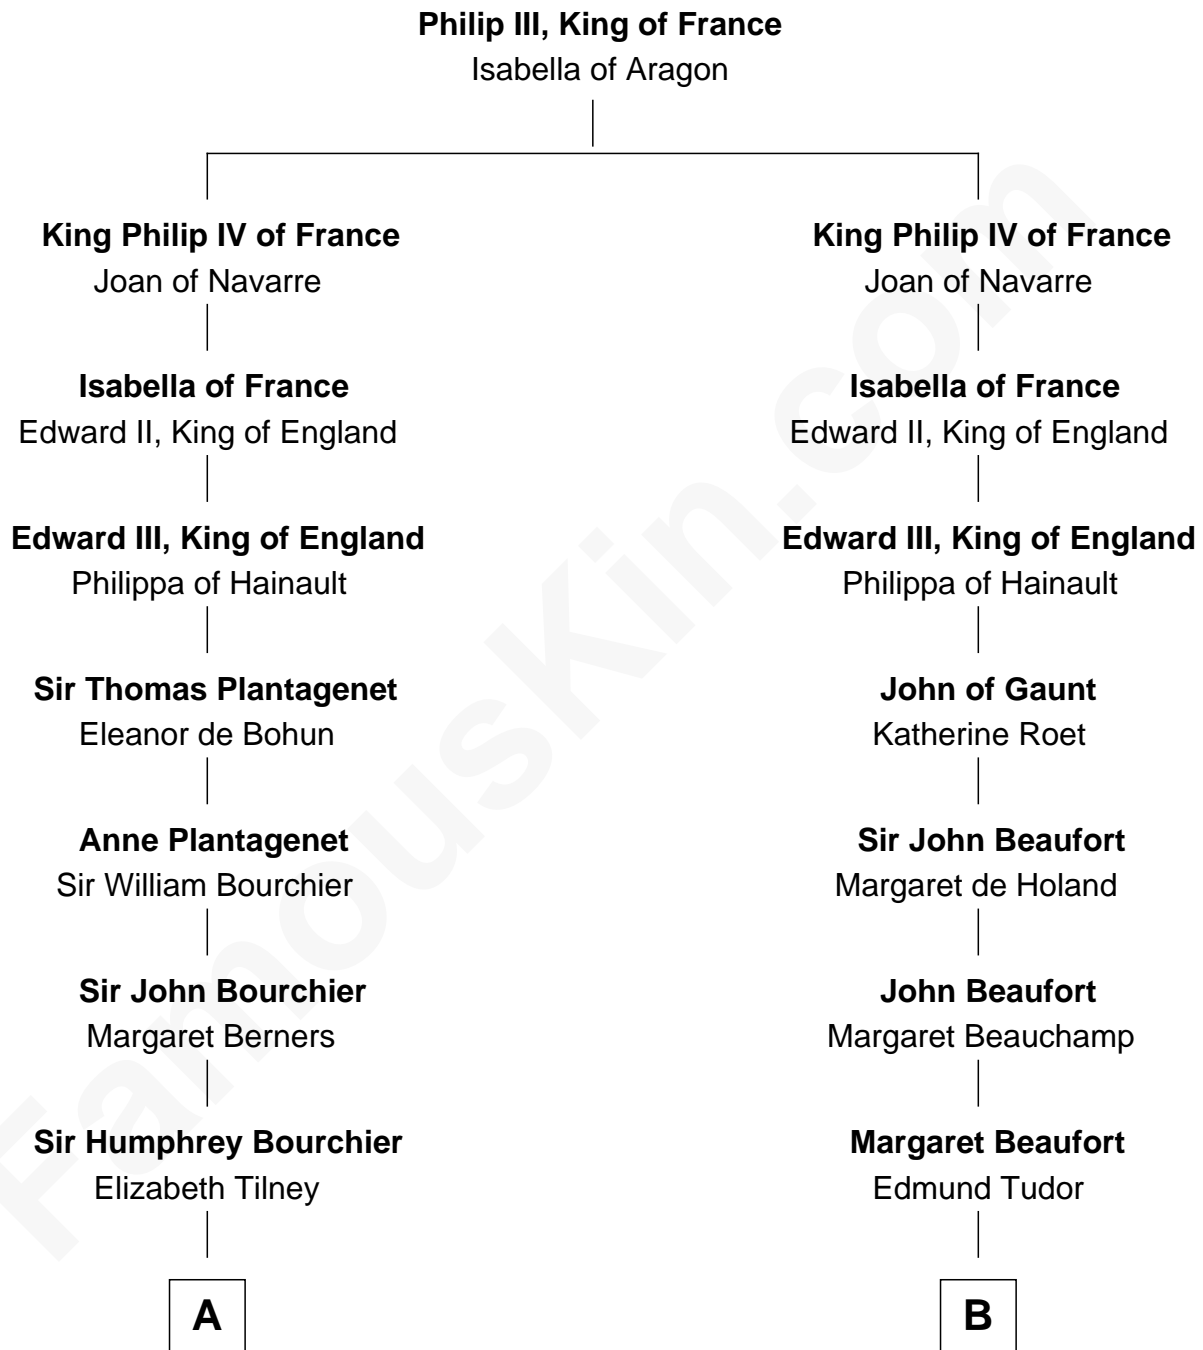 Philip III, King of France
Isabella of Aragon
King Philip IV of France
Joan of Navarre
King Philip IV of France
Joan of Navarre
Isabella of France
Edward II, King of England
Isabella of France
Edward II, King of England
Edward III, King of England
Philippa of Hainault
Edward III, King of England
Philippa of Hainault
Sir Thomas Plantagenet
Eleanor de Bohun
John of Gaunt
Katherine Roet
Anne Plantagenet
Sir William Bourchier
Sir John Beaufort
Margaret de Holand
Sir John Bourchier
Margaret Berners
John Beaufort
Margaret Beauchamp
Sir Humphrey Bourchier
Elizabeth Tilney
Margaret Beaufort
Edmund Tudor
A
B
FamousKin.com